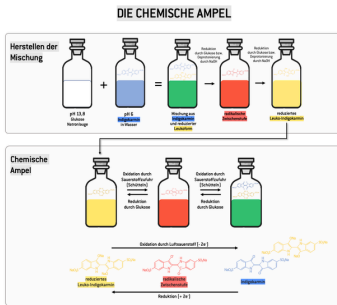 DIE CHEMISCHE AMPEL
Herstellen der
Mischung
Reduktion
durch Glukose bzw.
Deprotonierung
durch NaOH
Reduktion
durch Glukose bzw.
Deprotonierung
durch NaOH
+
=
pH 13,8
Glukose
Natronlauge
pH 6
Indigokarmin
in Wasser
Mischung aus
Indigokarmin
und reduzierter
Leukoform
radikalische
Zwischenstufe
reduziertes
Leuko-Indigokarmin
Chemische
Ampel
Oxidation durch
Sauerstoffzufuhr
[Schütteln]
Reduktion
durch Glukose
Oxidation durch
Sauerstoffzufuhr
[Schütteln]
Reduktion
durch Glukose
Oxidation durch Luftsauerstoff [- 2e⁻]
reduziertes
Leuko-Indigokarmin
radikalische
Zwischenstufe
Indigokarmin
Reduktion [+ 2e⁻]